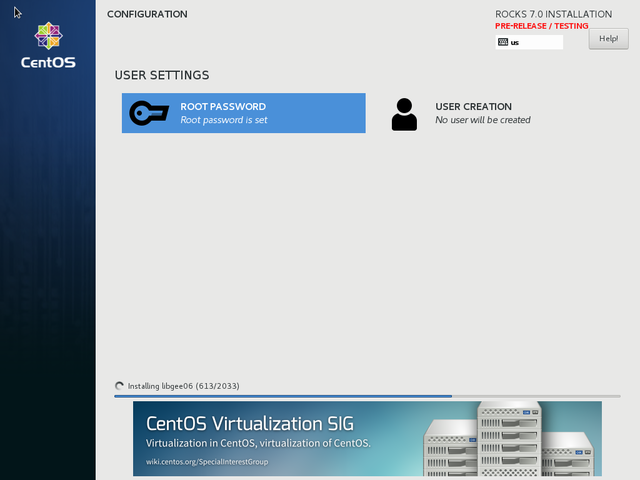 CONFIGURATION
ROCKS 7.0 INSTALLATION
PRE-RELEASE / TESTING
us
Help!
CentOS
USER SETTINGS
ROOT PASSWORD
Root password is set
USER CREATION
No user will be created
Installing libgee06 (613/2033)
CentOS Virtualization SIG
Virtualization in CentOS, virtualization of CentOS.
wiki.centos.org/SpecialInterestGroup